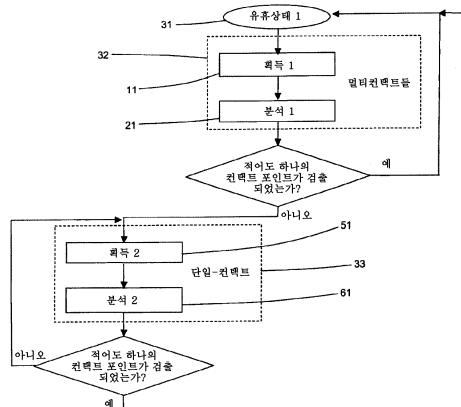 유휴상태 1
31
32
획득 1
멀티컨택트들
11
분석 1
21
적어도 하나의
컨택트 포인트가 검출
되었는가?
예
아니오
51
획득 2
단일-컨택트
33
분석 2
61
아니오
적어도 하나의
컨택트 포인트가 검출
되었는가?
예